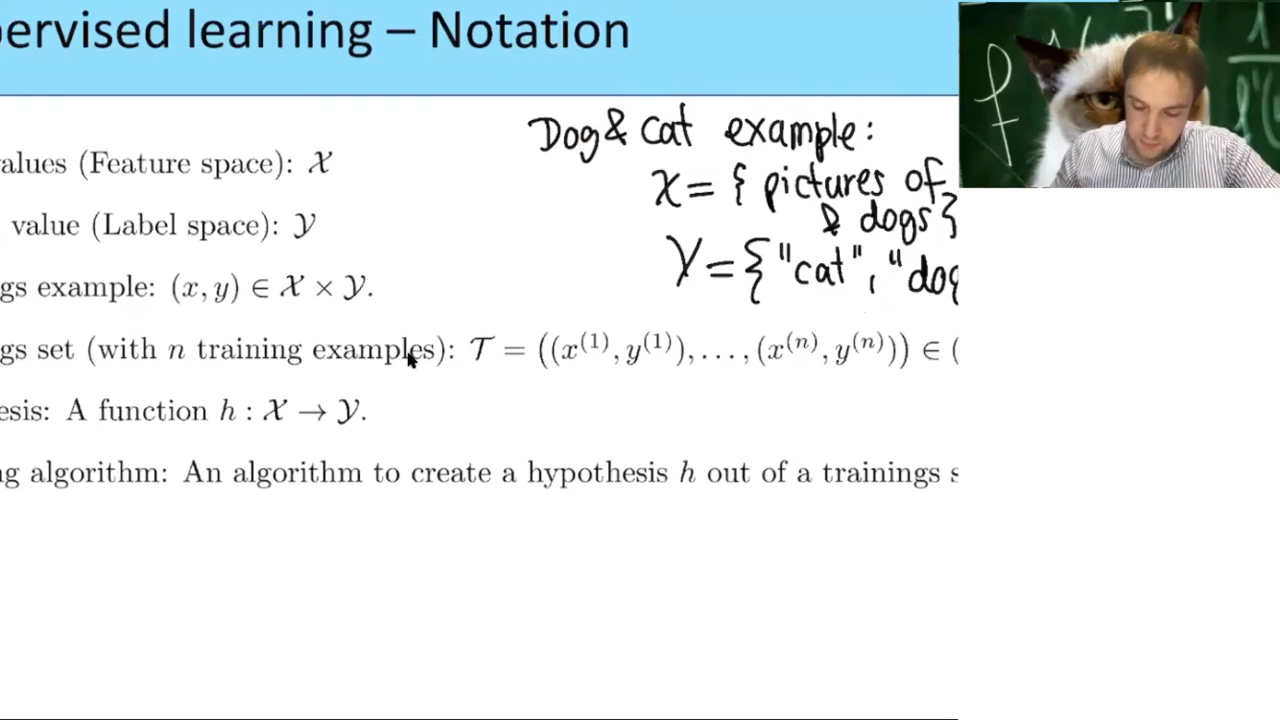 ervised learning – Notation
Dog & Cat example:
alues (Feature space): 𝒳
X = { pictures of
& dogs }
value (Label space): 𝒴
Y = { "cat", "dog
gs example: (x, y) ∈ 𝒳 × 𝒴.
gs set (with n training examples): 𝒯 = ((x⁽¹⁾, y⁽¹⁾), . . . , (x⁽ⁿ⁾, y⁽ⁿ⁾)) ∈ (
esis: A function h : 𝒳 → 𝒴.
g algorithm: An algorithm to create a hypothesis h out of a trainings s